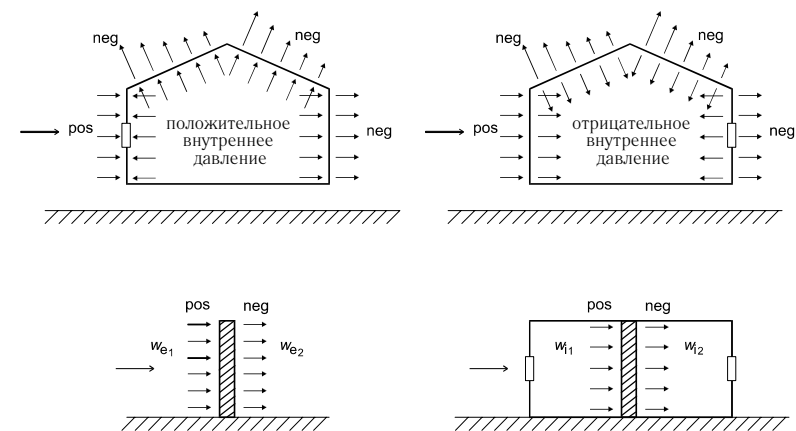 neg
neg
pos
положительное
внутреннее
давление
neg
neg
neg
pos
отрицательное
внутреннее
давление
neg
pos
neg
we1
we2
pos
neg
wi1
wi2